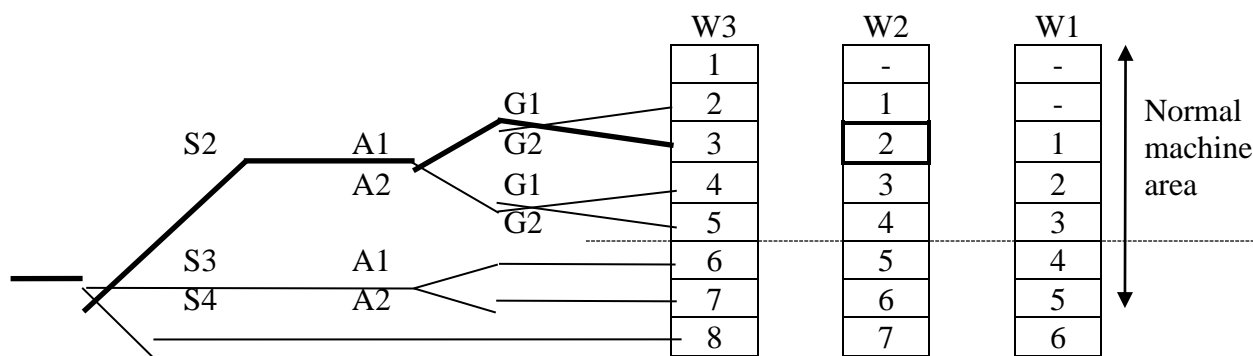 W3 W2 W1
1 - -
G1 2 1 -
S2 A1 G2 3 2 1 Normal machine area
A2 G1 4 3 2
G2 5 4 3
S3 A1 6 5 4
S4 A2 7 6 5
8 7 6